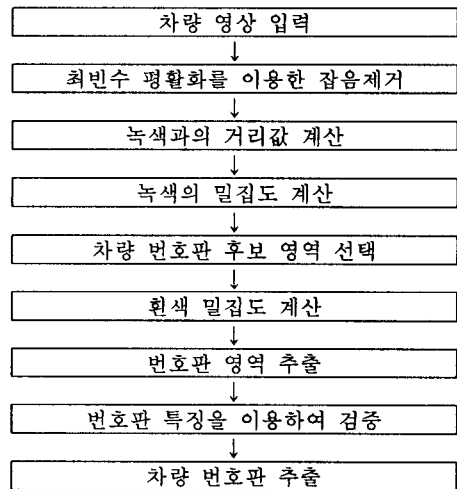 차량 영상 입력
최빈수 평활화를 이용한 잡음제거
녹색과의 거리값 계산
녹색의 밀집도 계산
차량 번호판 후보 영역 선택
흰색 밀집도 계산
번호판 영역 추출
번호판 특징을 이용하여 검증
차량 번호판 추출